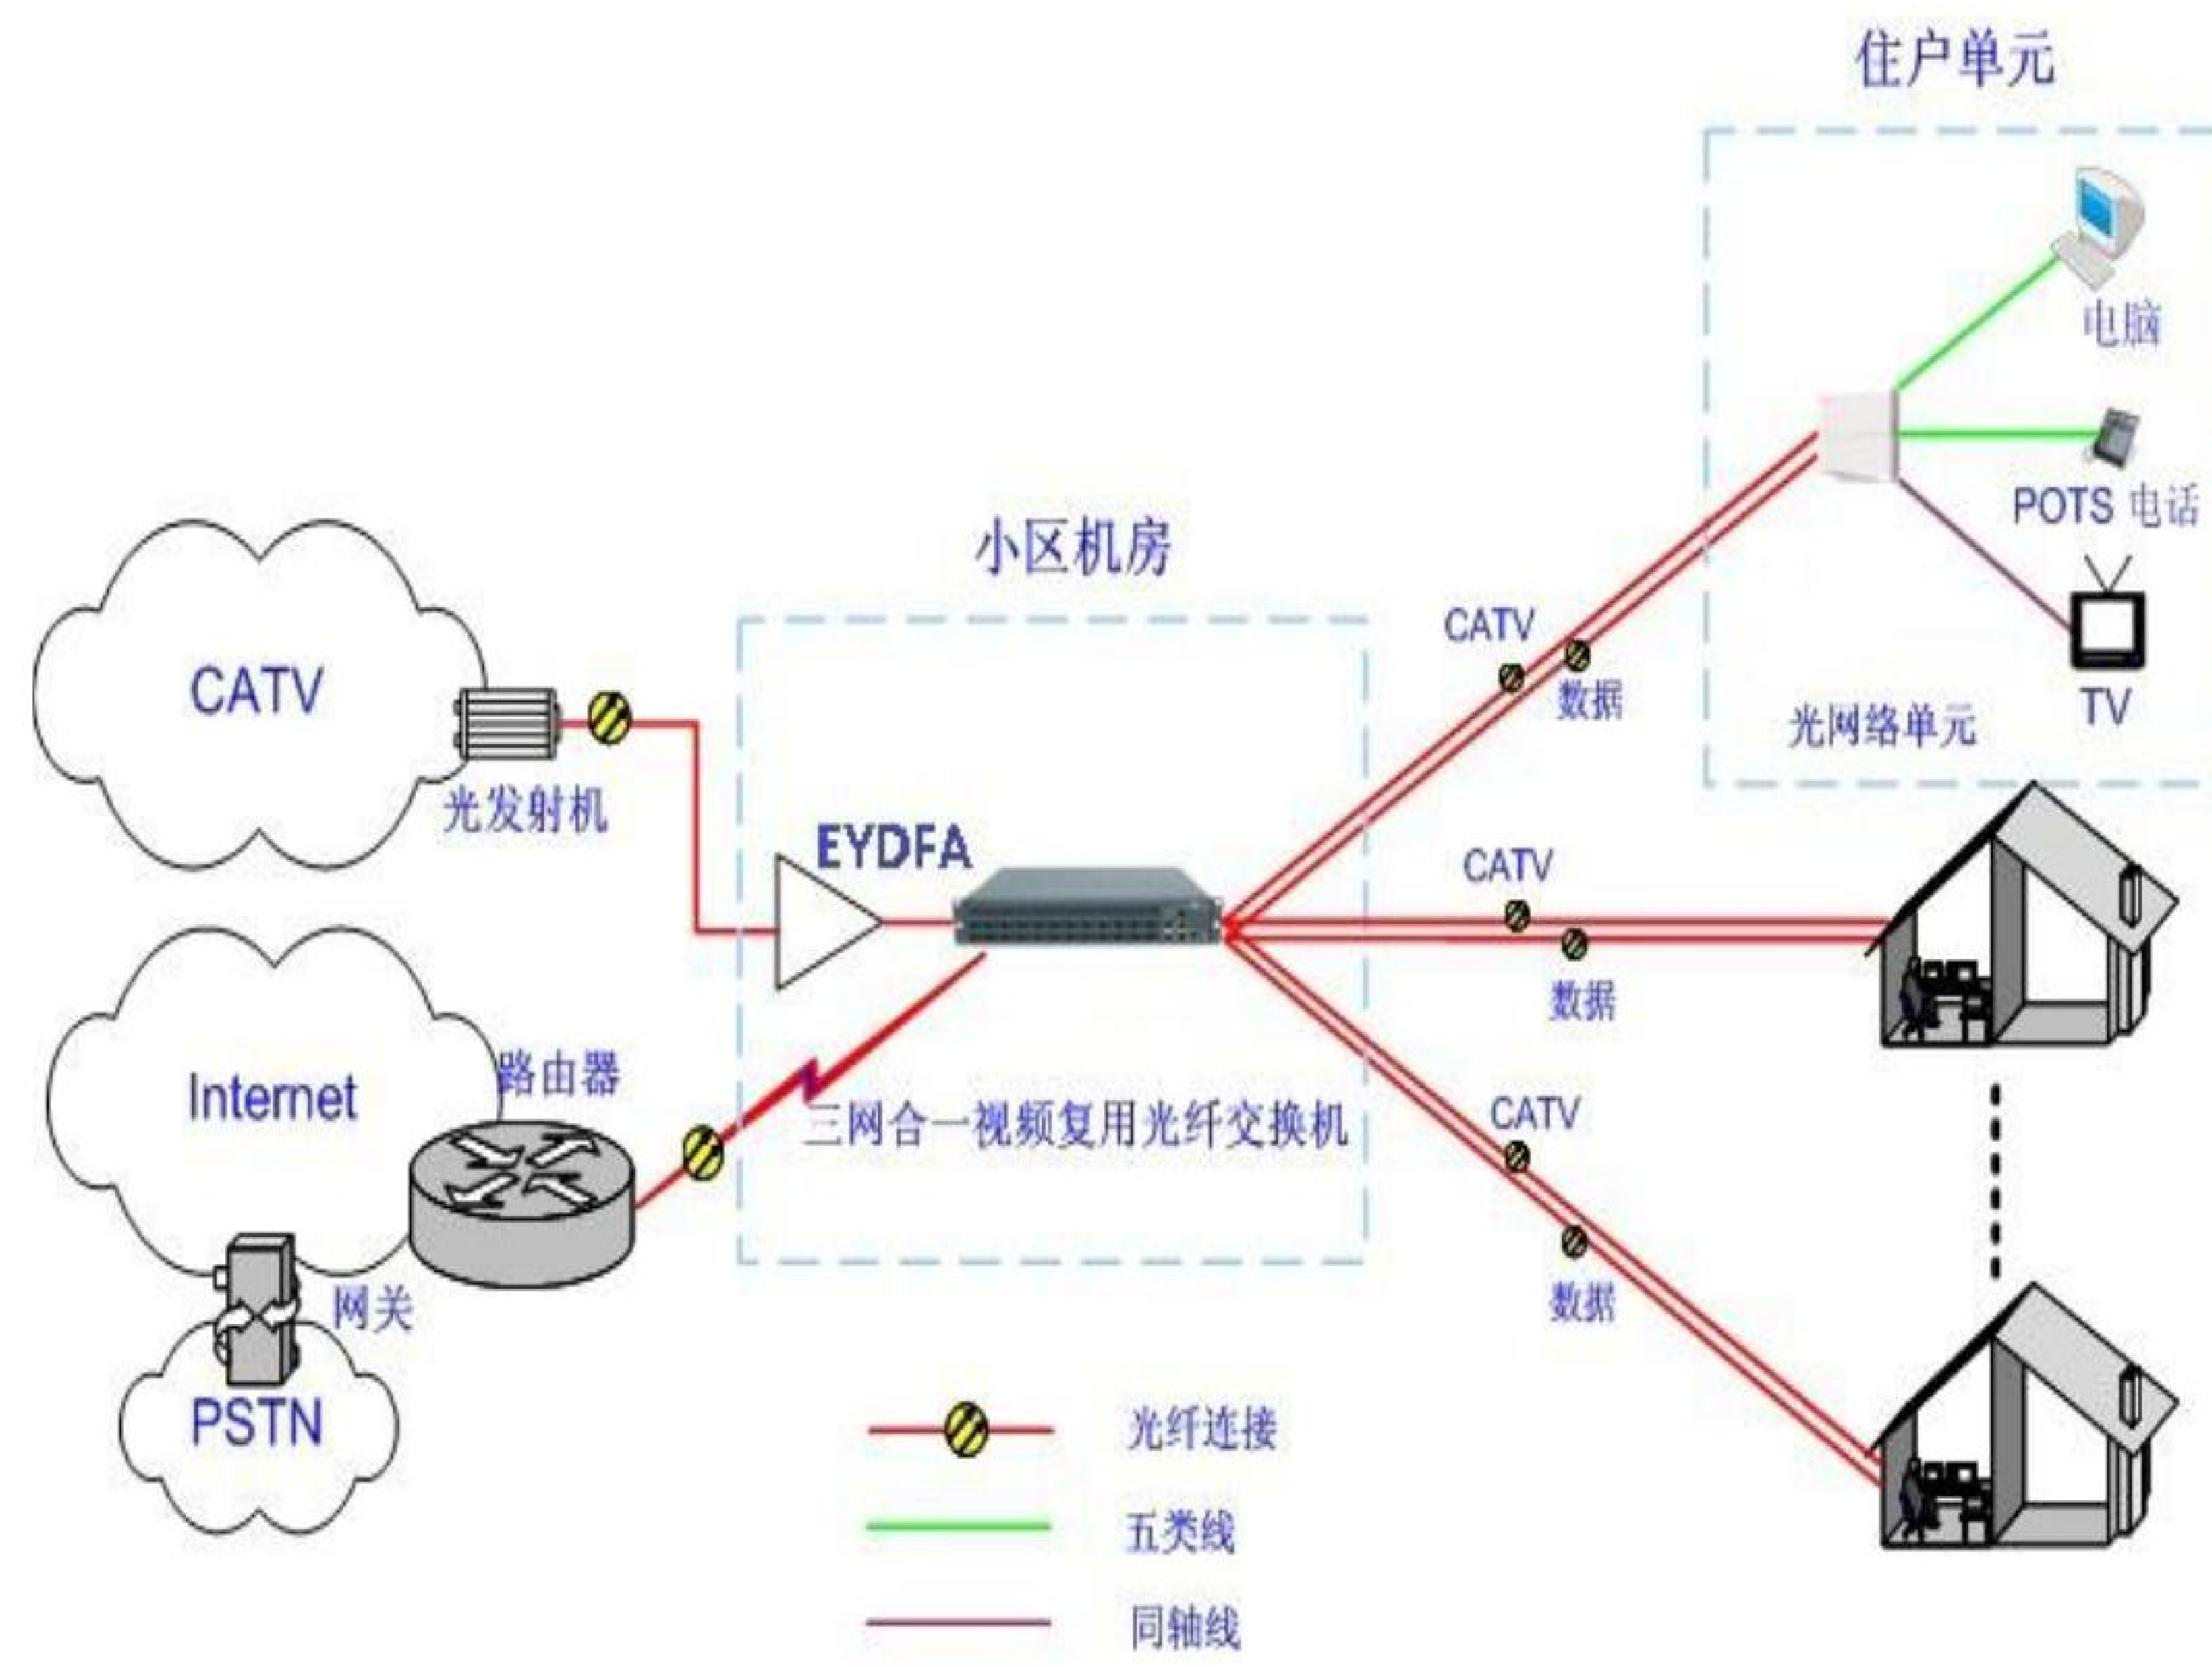 住户单元
电脑
POTS 电话
TV
光网络单元
小区机房
CATV
光发射机
EYDFA
Internet
路由器
三网合一视频复用光纤交换机
网关
PSTN
CATV
数据
CATV
数据
CATV
数据
光纤连接
五类线
同轴线